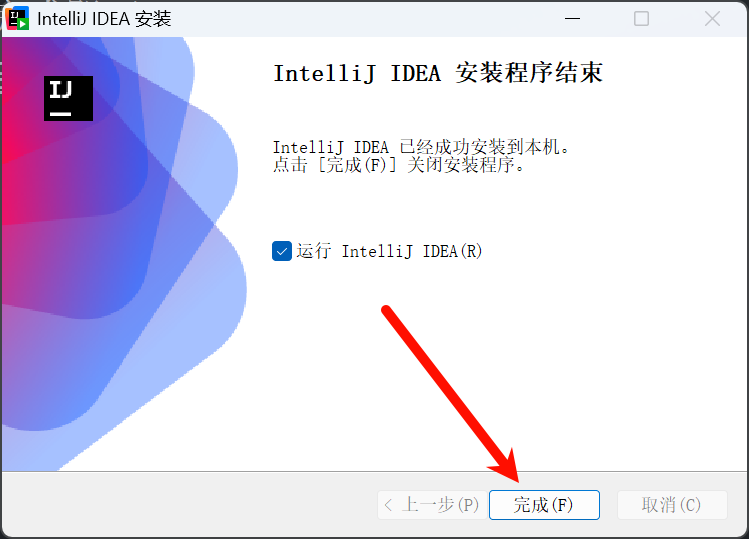 IntelliJ IDEA 安装
IJ
IntelliJ IDEA 安装程序结束
IntelliJ IDEA 已经成功安装到本机。
点击 [完成(F)] 关闭安装程序。
运行 IntelliJ IDEA(R)
< 上一步(P) 完成(F) 取消(C)